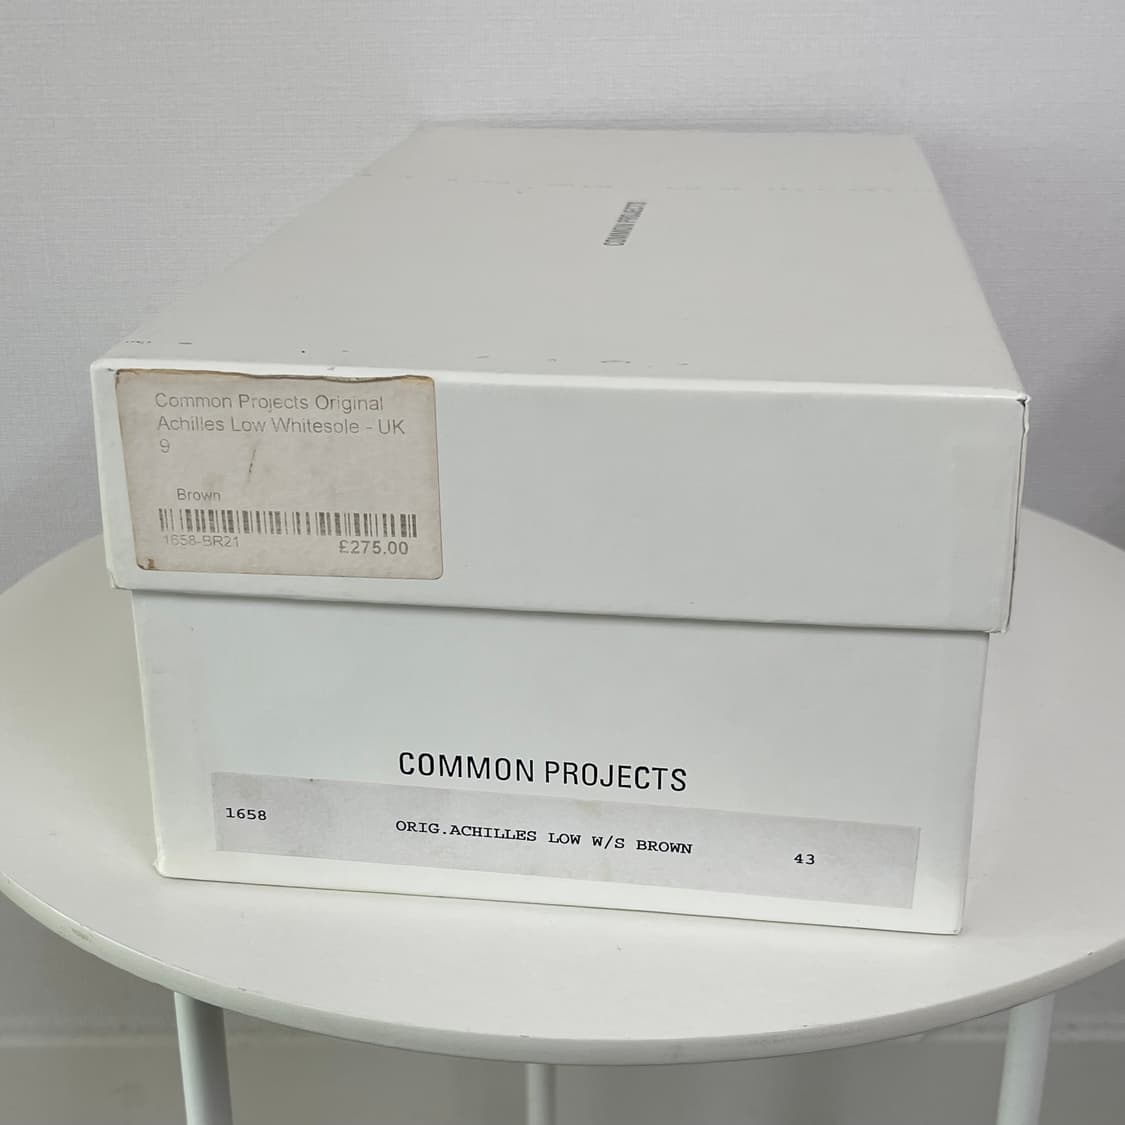 COMMON PROJECTS
Common Projects Original
Achilles Low Whitesole - UK
9
Brown
1658-BR21
£275.00
COMMON PROJECTS
1658
ORIG.ACHILLES LOW W/S BROWN
43